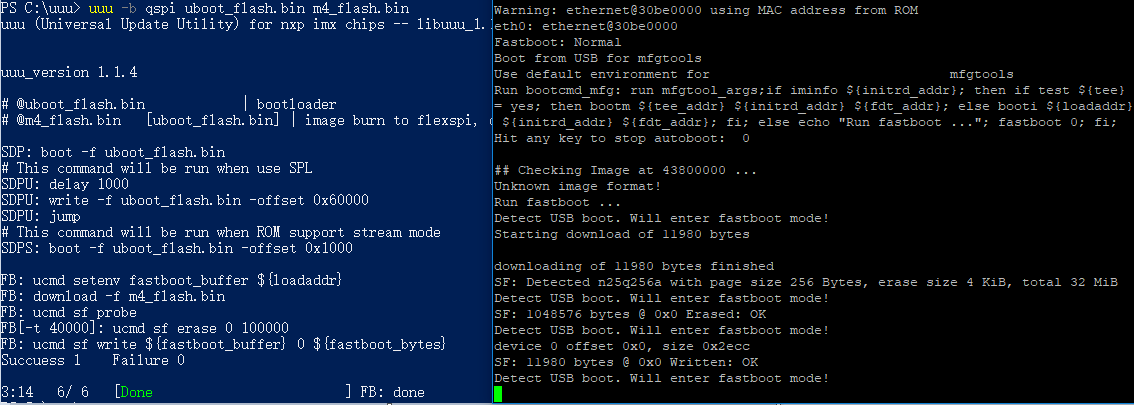 PS C:\uuu> uuu -b qspi uboot_flash.bin m4_flash.bin
uuu (Universal Update Utility) for nxp imx chips -- libuuu_1.
uuu_version 1.1.4
# @uboot_flash.bin | bootloader
# @m4_flash.bin [uboot_flash.bin] | image burn to flexspi,
SDP: boot -f uboot_flash.bin
# This command will be run when use SPL
SDPU: delay 1000
SDPU: write -f uboot_flash.bin -offset 0x60000
SDPU: jump
# This command will be run when ROM support stream mode
SDPS: boot -f uboot_flash.bin -offset 0x1000
FB: ucmd setenv fastboot_buffer ${loadaddr}
FB: download -f m4_flash.bin
FB: ucmd sf probe
FB[-t 40000]: ucmd sf erase 0 100000
FB: ucmd sf write ${fastboot_buffer} 0 ${fastboot_bytes}
Succuess 1 Failure 0
3:14 6/ 6 [Done ] FB: done
Warning: ethernet@30be0000 using MAC address from ROM
eth0: ethernet@30be0000
Fastboot: Normal
Boot from USB for mfgtools
Use default environment for mfgtools
Run bootcmd_mfg: run mfgtool_args;if iminfo ${initrd_addr}; then if test ${tee}
= yes; then bootm ${tee_addr} ${initrd_addr} ${fdt_addr}; else booti ${loadaddr}
${initrd_addr} ${fdt_addr}; fi; else echo "Run fastboot ..."; fastboot 0; fi;
Hit any key to stop autoboot: 0
## Checking Image at 43800000 ...
Unknown image format!
Run fastboot ...
Detect USB boot. Will enter fastboot mode!
Starting download of 11980 bytes
downloading of 11980 bytes finished
SF: Detected n25q256a with page size 256 Bytes, erase size 4 KiB, total 32 MiB
Detect USB boot. Will enter fastboot mode!
SF: 1048576 bytes @ 0x0 Erased: OK
Detect USB boot. Will enter fastboot mode!
device 0 offset 0x0, size 0x2ecc
SF: 11980 bytes @ 0x0 Written: OK
Detect USB boot. Will enter fastboot mode!